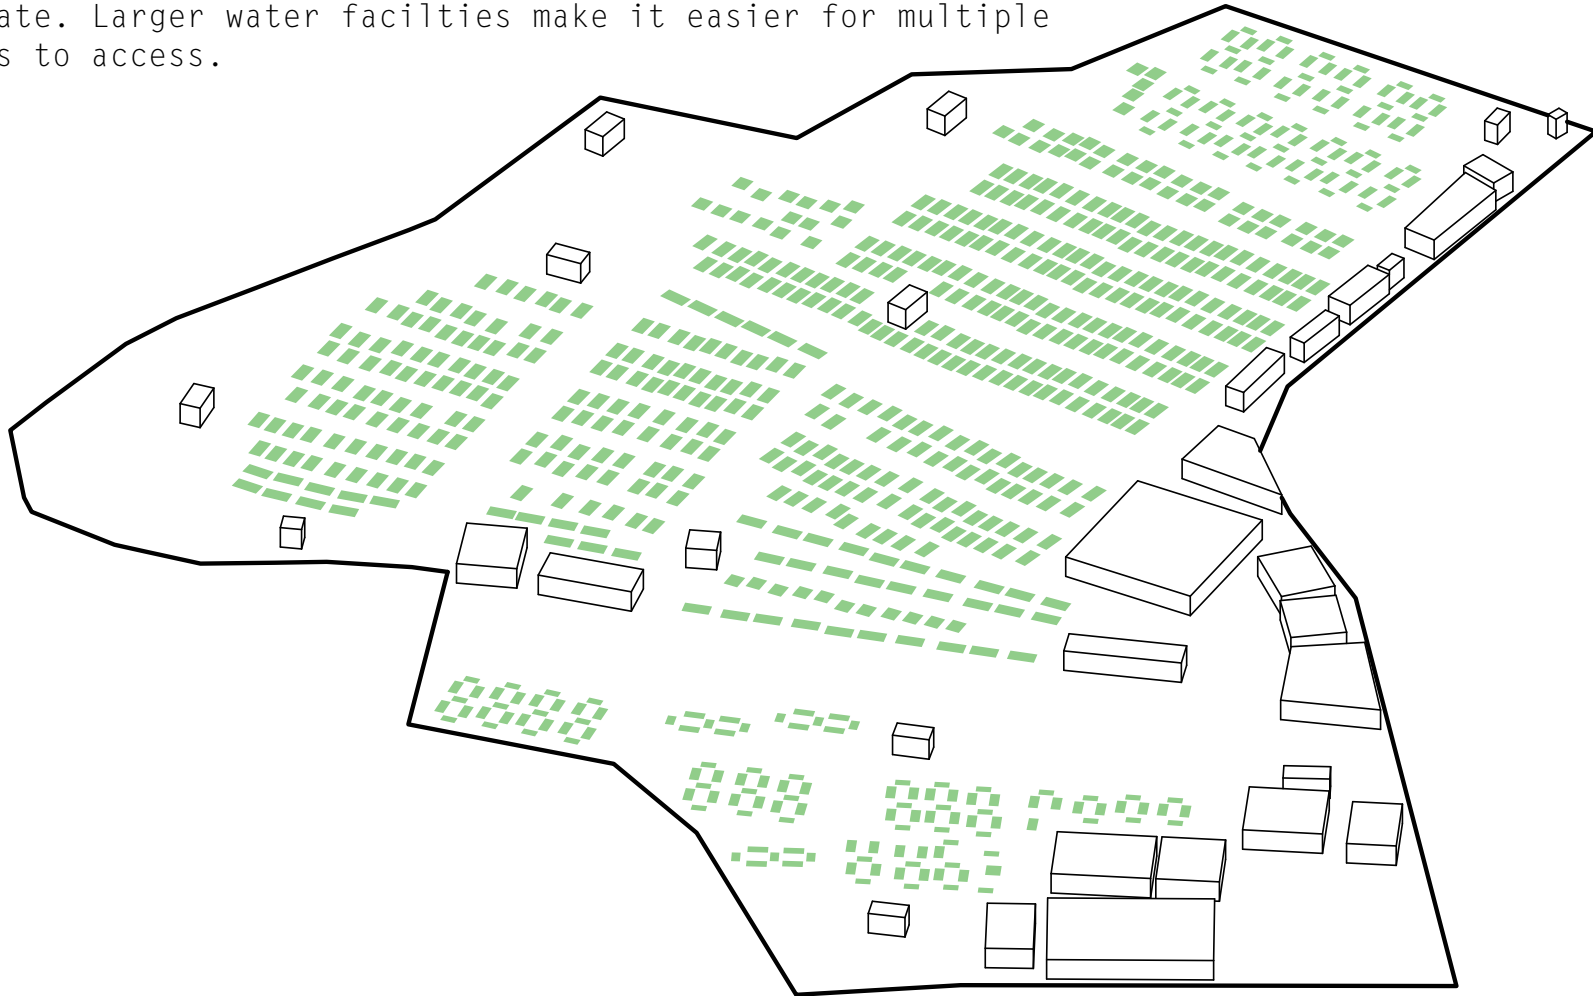 ate. Larger water facilties make it easier for multiple
s to access.